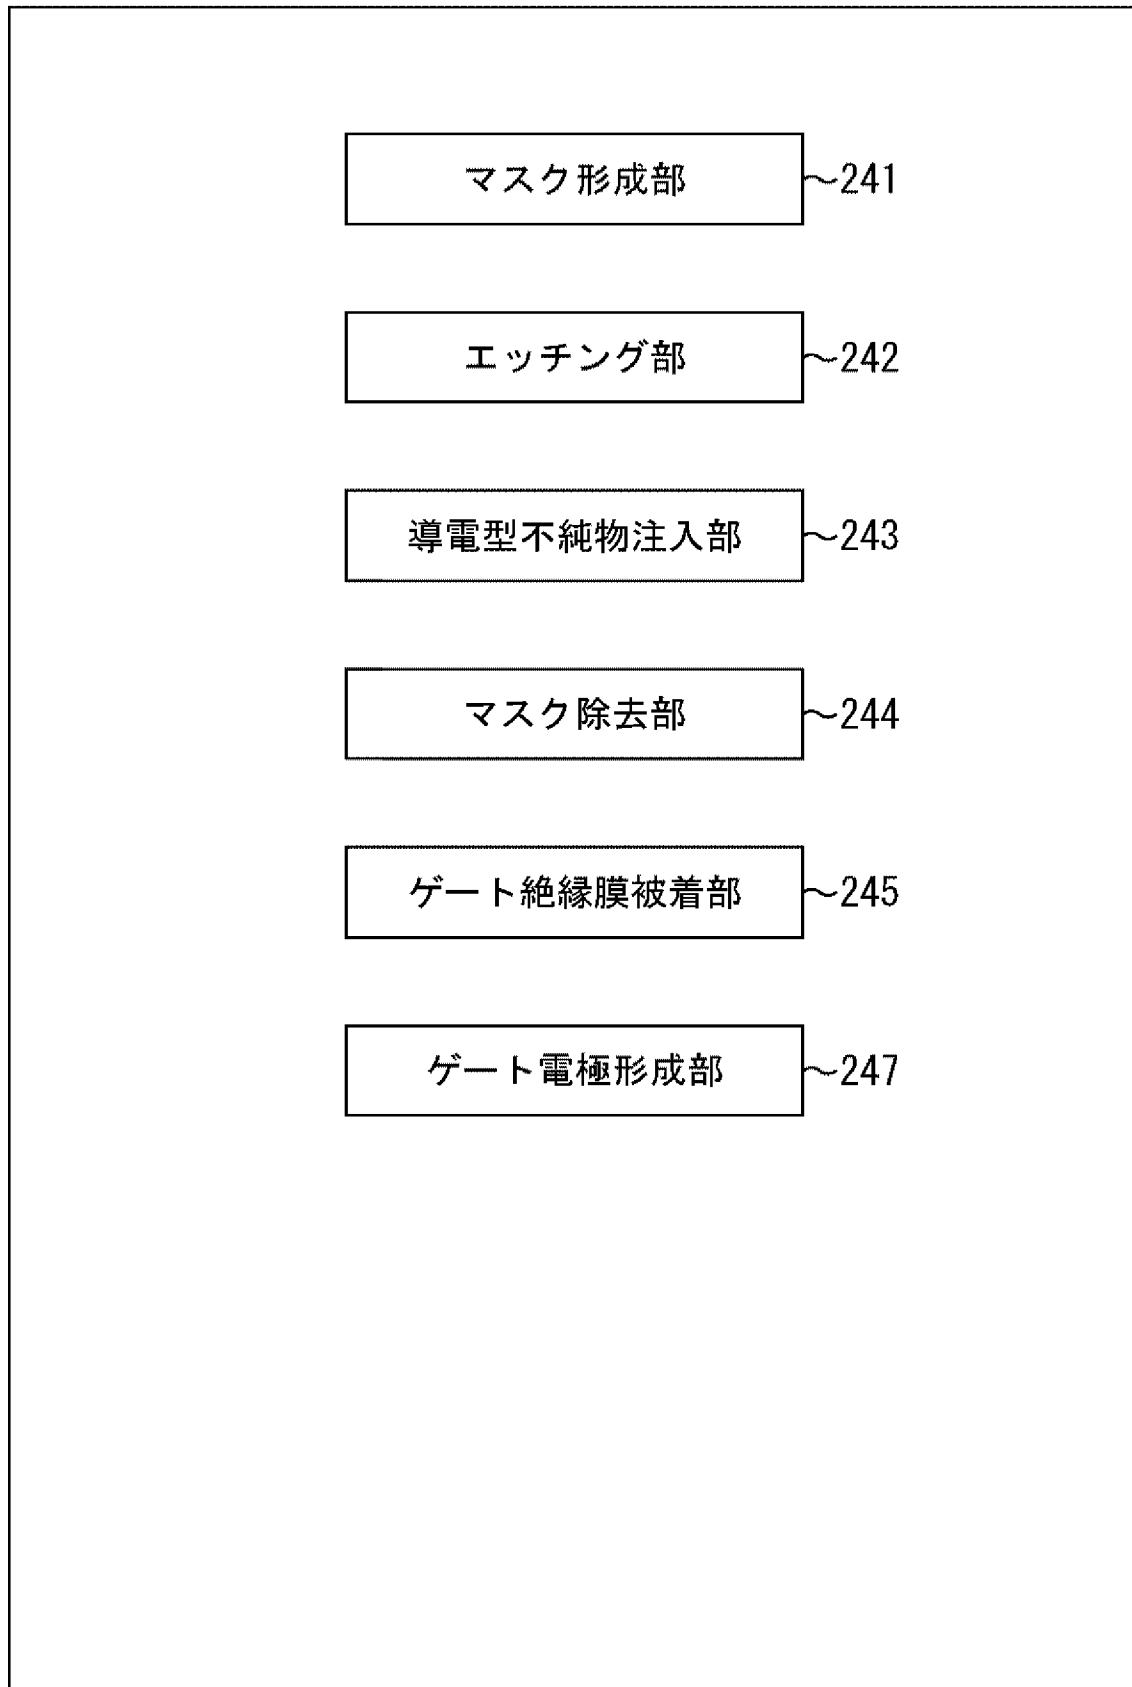 マスク形成部 241
エッチング部 242
導電型不純物注入部 243
マスク除去部 244
ゲート絶縁膜被着部 245
ゲート電極形成部 247